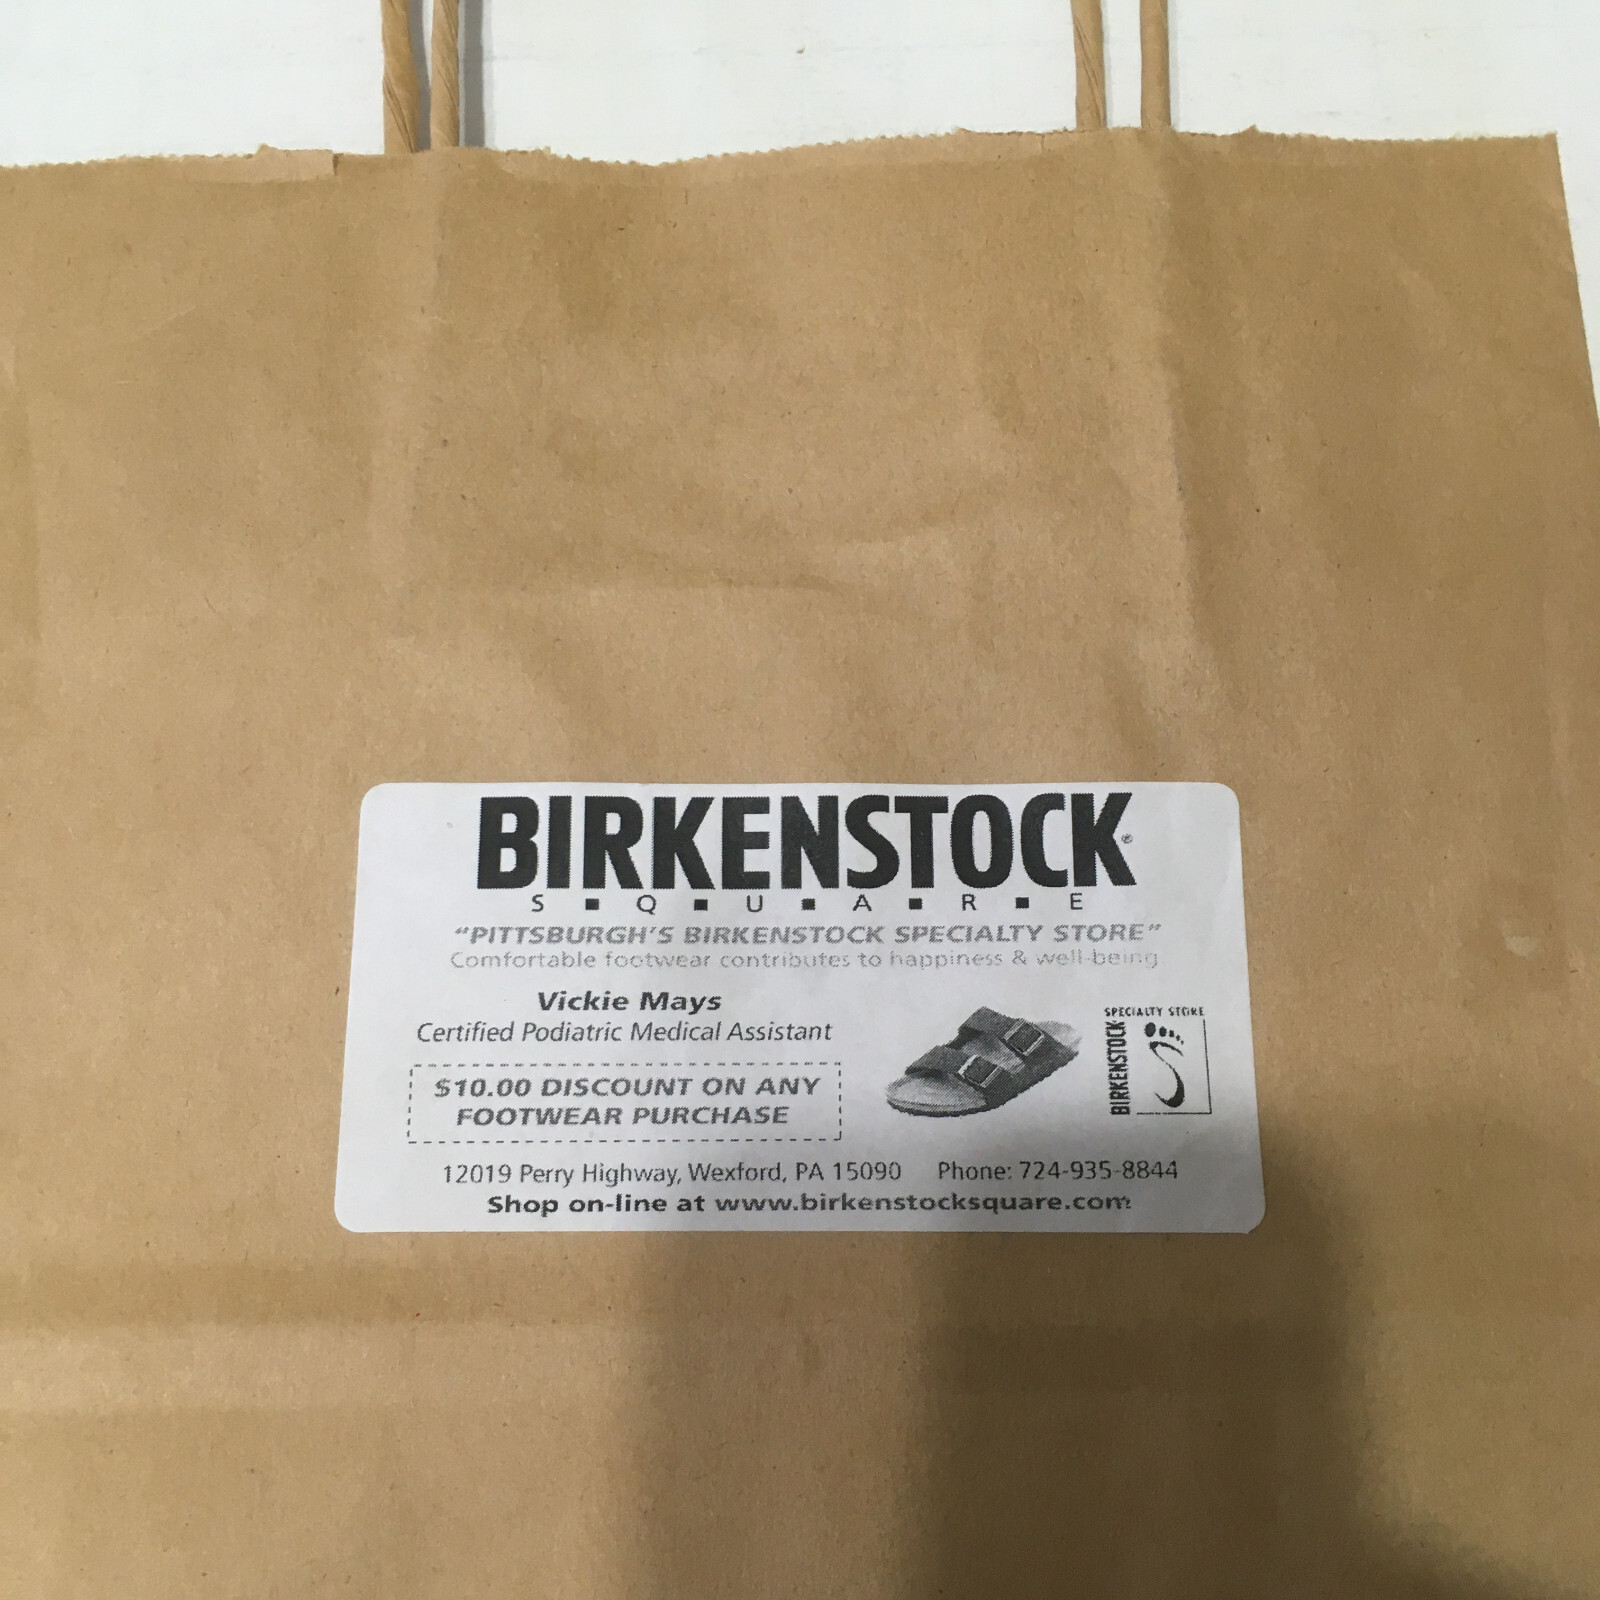 BIRKENSTOCK®
S ■ Q ■ U ■ A ■ R ■ E
"PITTSBURGH'S BIRKENSTOCK SPECIALTY STORE"
Comfortable footwear contributes to happiness & well-being
Vickie Mays
Certified Podiatric Medical Assistant
$10.00 DISCOUNT ON ANY
FOOTWEAR PURCHASE
SPECIALTY STORE
BIRKENSTOCK
12019 Perry Highway, Wexford, PA 15090 Phone: 724-935-8844
Shop on-line at www.birkenstocksquare.com